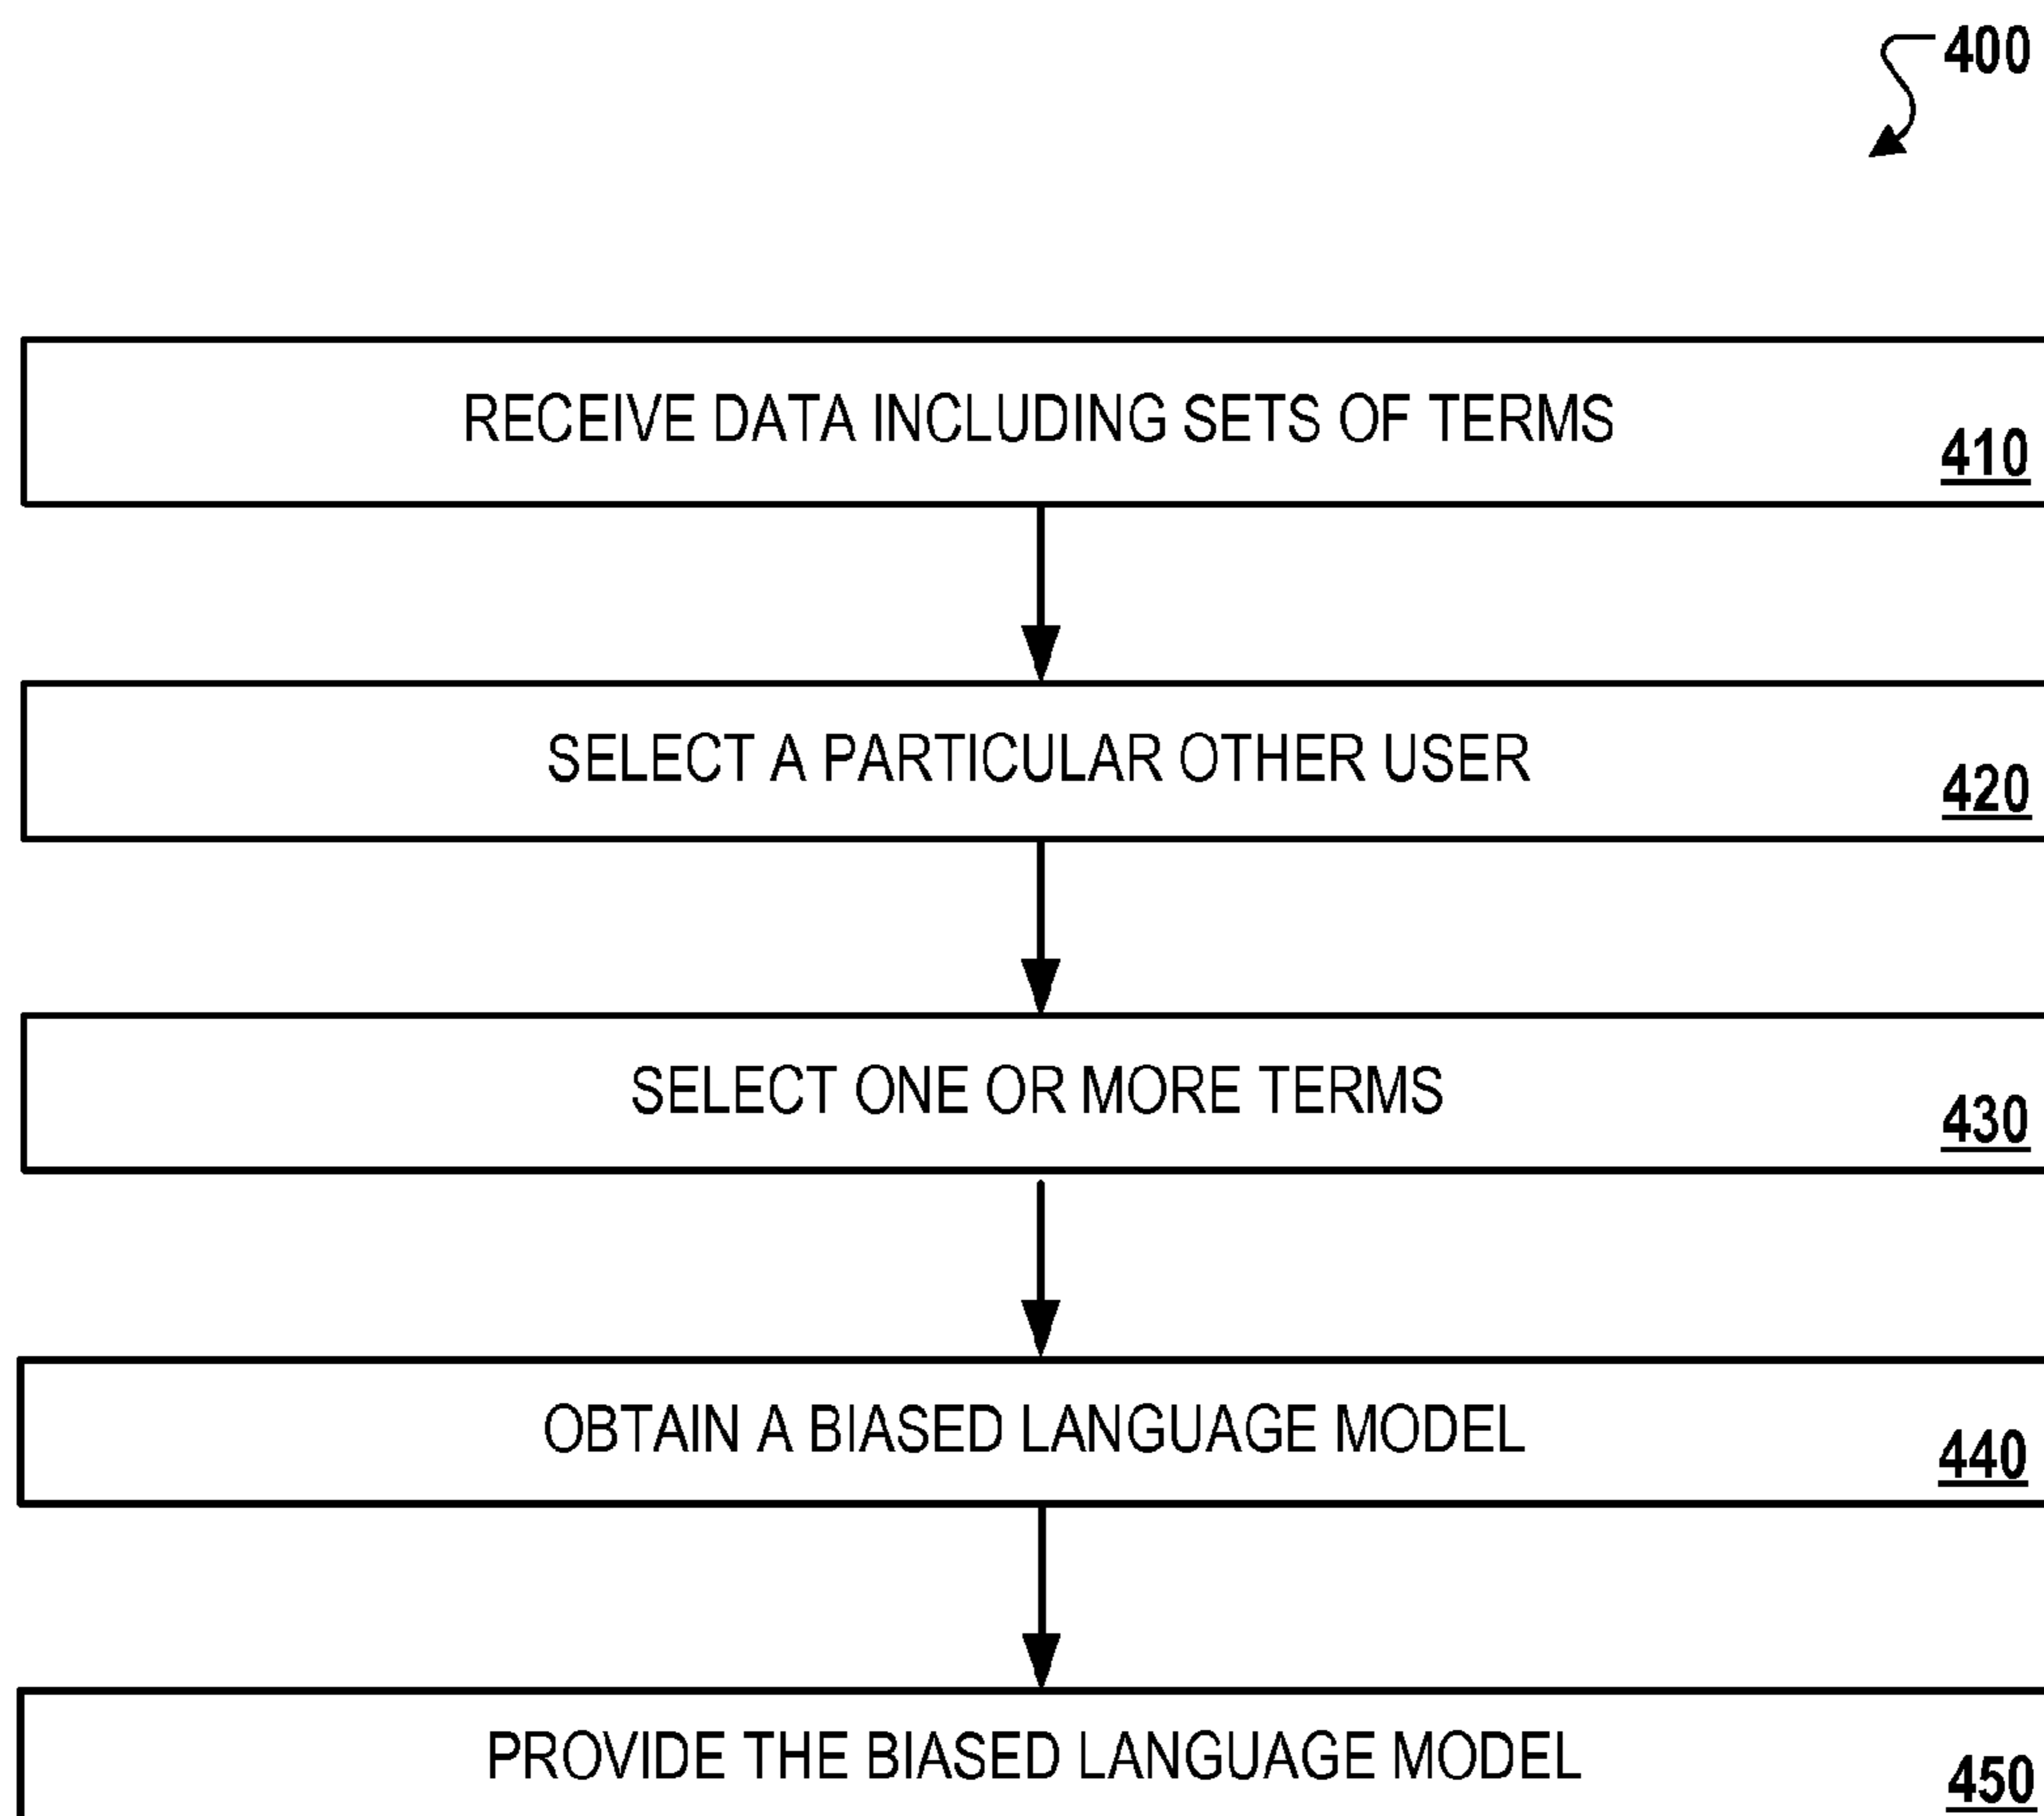 400
RECEIVE DATA INCLUDING SETS OF TERMS
410
SELECT A PARTICULAR OTHER USER
420
SELECT ONE OR MORE TERMS
430
OBTAIN A BIASED LANGUAGE MODEL
440
PROVIDE THE BIASED LANGUAGE MODEL
450